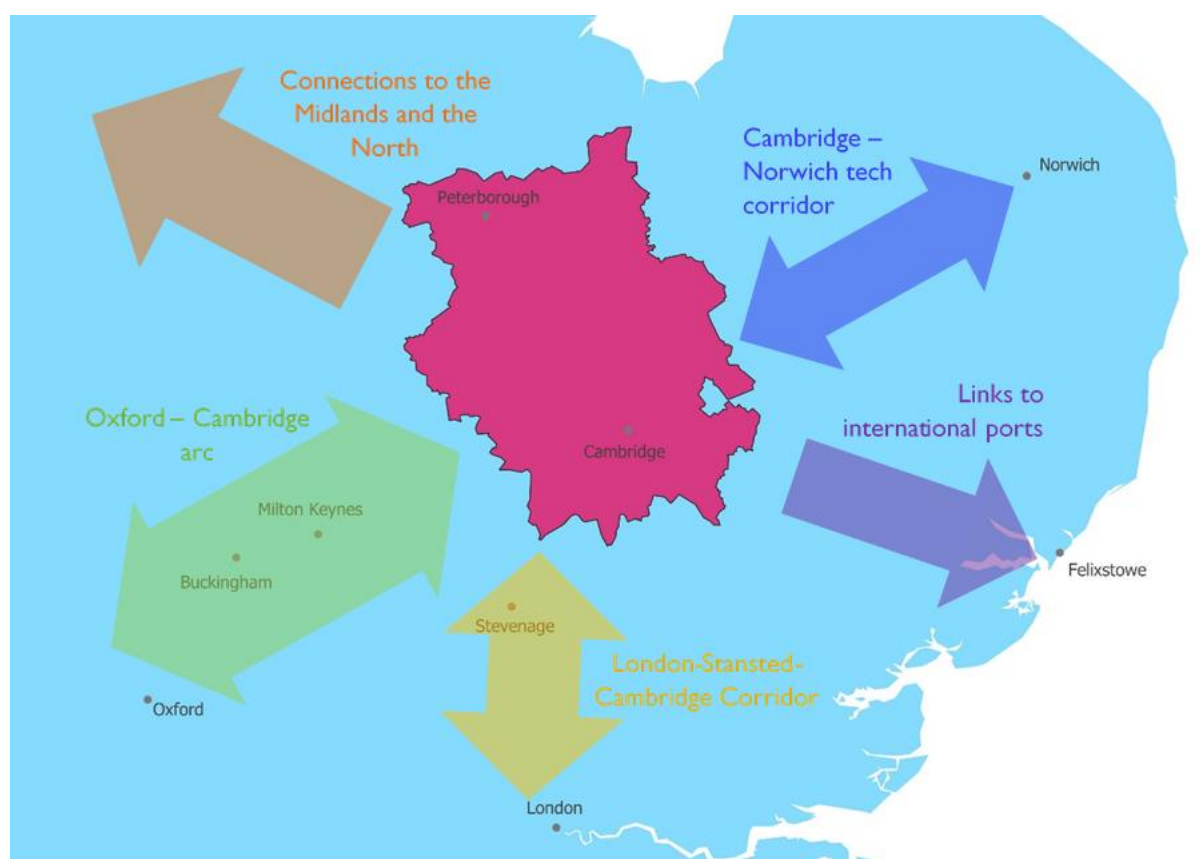 Connections to the
Midlands and the
North
Cambridge –
Norwich tech
corridor
Norwich
Peterborough
Links to
international ports
Oxford – Cambridge
arc
Cambridge
Milton Keynes
Buckingham
Felixstowe
Stevenage
London-Stansted-
Cambridge Corridor
Oxford
London